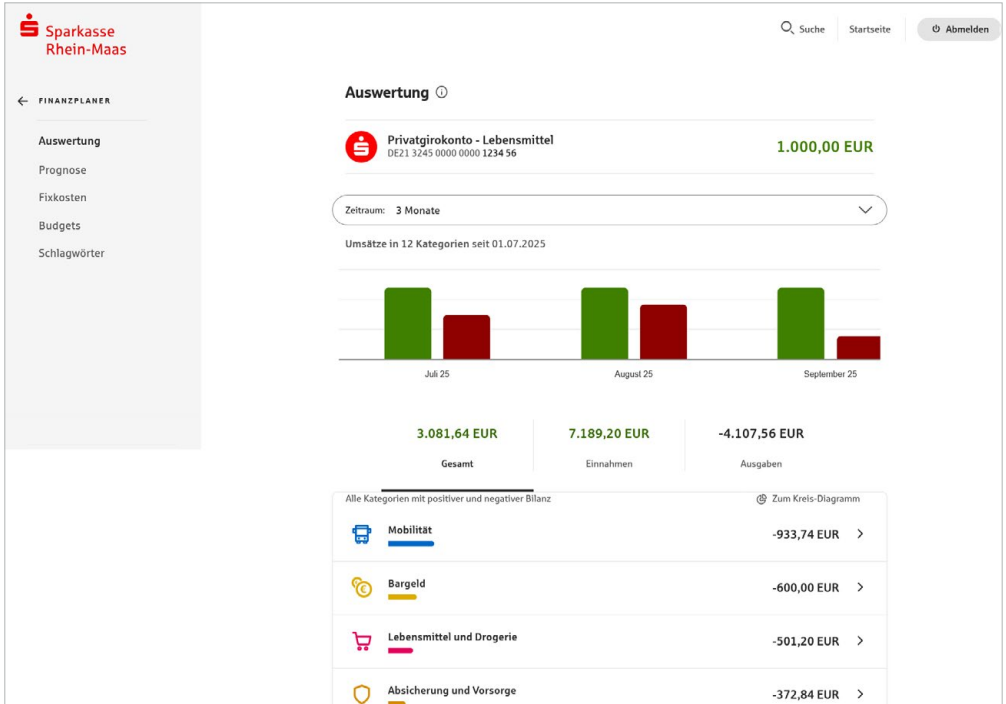 Sparkasse
Rhein-Maas
Suche
Startseite
Abmelden
FINANZPLANER
Auswertung
Prognose
Fixkosten
Budgets
Schlagwörter
Auswertung
Privatgirokonto - Lebensmittel
DE21 3245 0000 0000 1234 56
1.000,00 EUR
Zeitraum: 3 Monate
Umsätze in 12 Kategorien seit 01.07.2025
Juli 25
August 25
September 25
3.081,64 EUR
Gesamt
7.189,20 EUR
Einnahmen
-4.107,56 EUR
Ausgaben
Alle Kategorien mit positiver und negativer Bilanz
Zum Kreis-Diagramm
Mobilität
-933,74 EUR
Bargeld
-600,00 EUR
Lebensmittel und Drogerie
-501,20 EUR
Absicherung und Vorsorge
-372,84 EUR